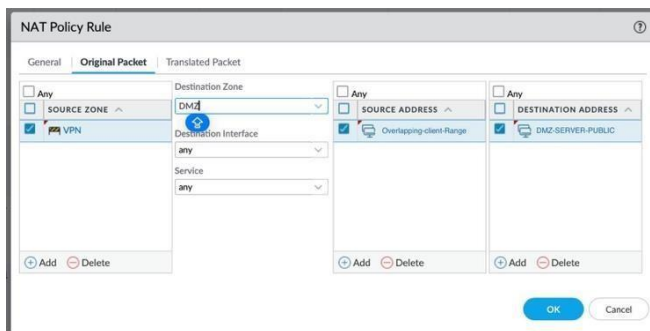 NAT Policy Rule
General Original Packet Translated Packet
Any
SOURCE ZONE
VPN
Add Delete
Destination Zone
DMZ
Destination Interface
any
Service
any
Any
SOURCE ADDRESS
Overlapping-client-Range
Add Delete
Any
DESTINATION ADDRESS
DMZ-SERVER-PUBLIC
Add Delete
OK Cancel